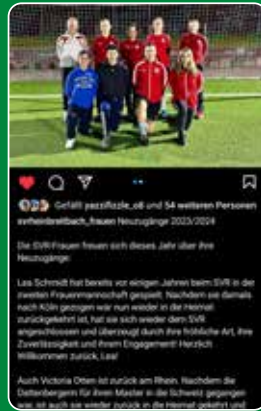 Gefällt yazzifizzle_o8 und 54 weiteren Personen
svrheinbreitbach_frauen Neuzugänge 2023/2024
Die SVR-Frauen freuen sich dieses Jahr über ihre
Neuzugänge:
Lea Schmidt hat bereits vor einigen Jahren beim SVR in der
zweiten Frauenmannschaft gespielt. Nachdem sie damals
nach Köln gezogen war nun wieder in die Heimat
zurückgekehrt ist, hat sie sich wieder dem SVR
angeschlossen und überzeugt durch ihre fröhliche Art, ihre
Zuverlässigkeit und ihrem Engagement! Herzlich
Willkommen zurück, Lea!
Auch Victoria Otten ist zurück am Rhein. Nachdem die
Dattenbergerin für ihren Master in die Schweiz gegangen
war, ist auch sie wieder zurück in die Heimat gekehrt und